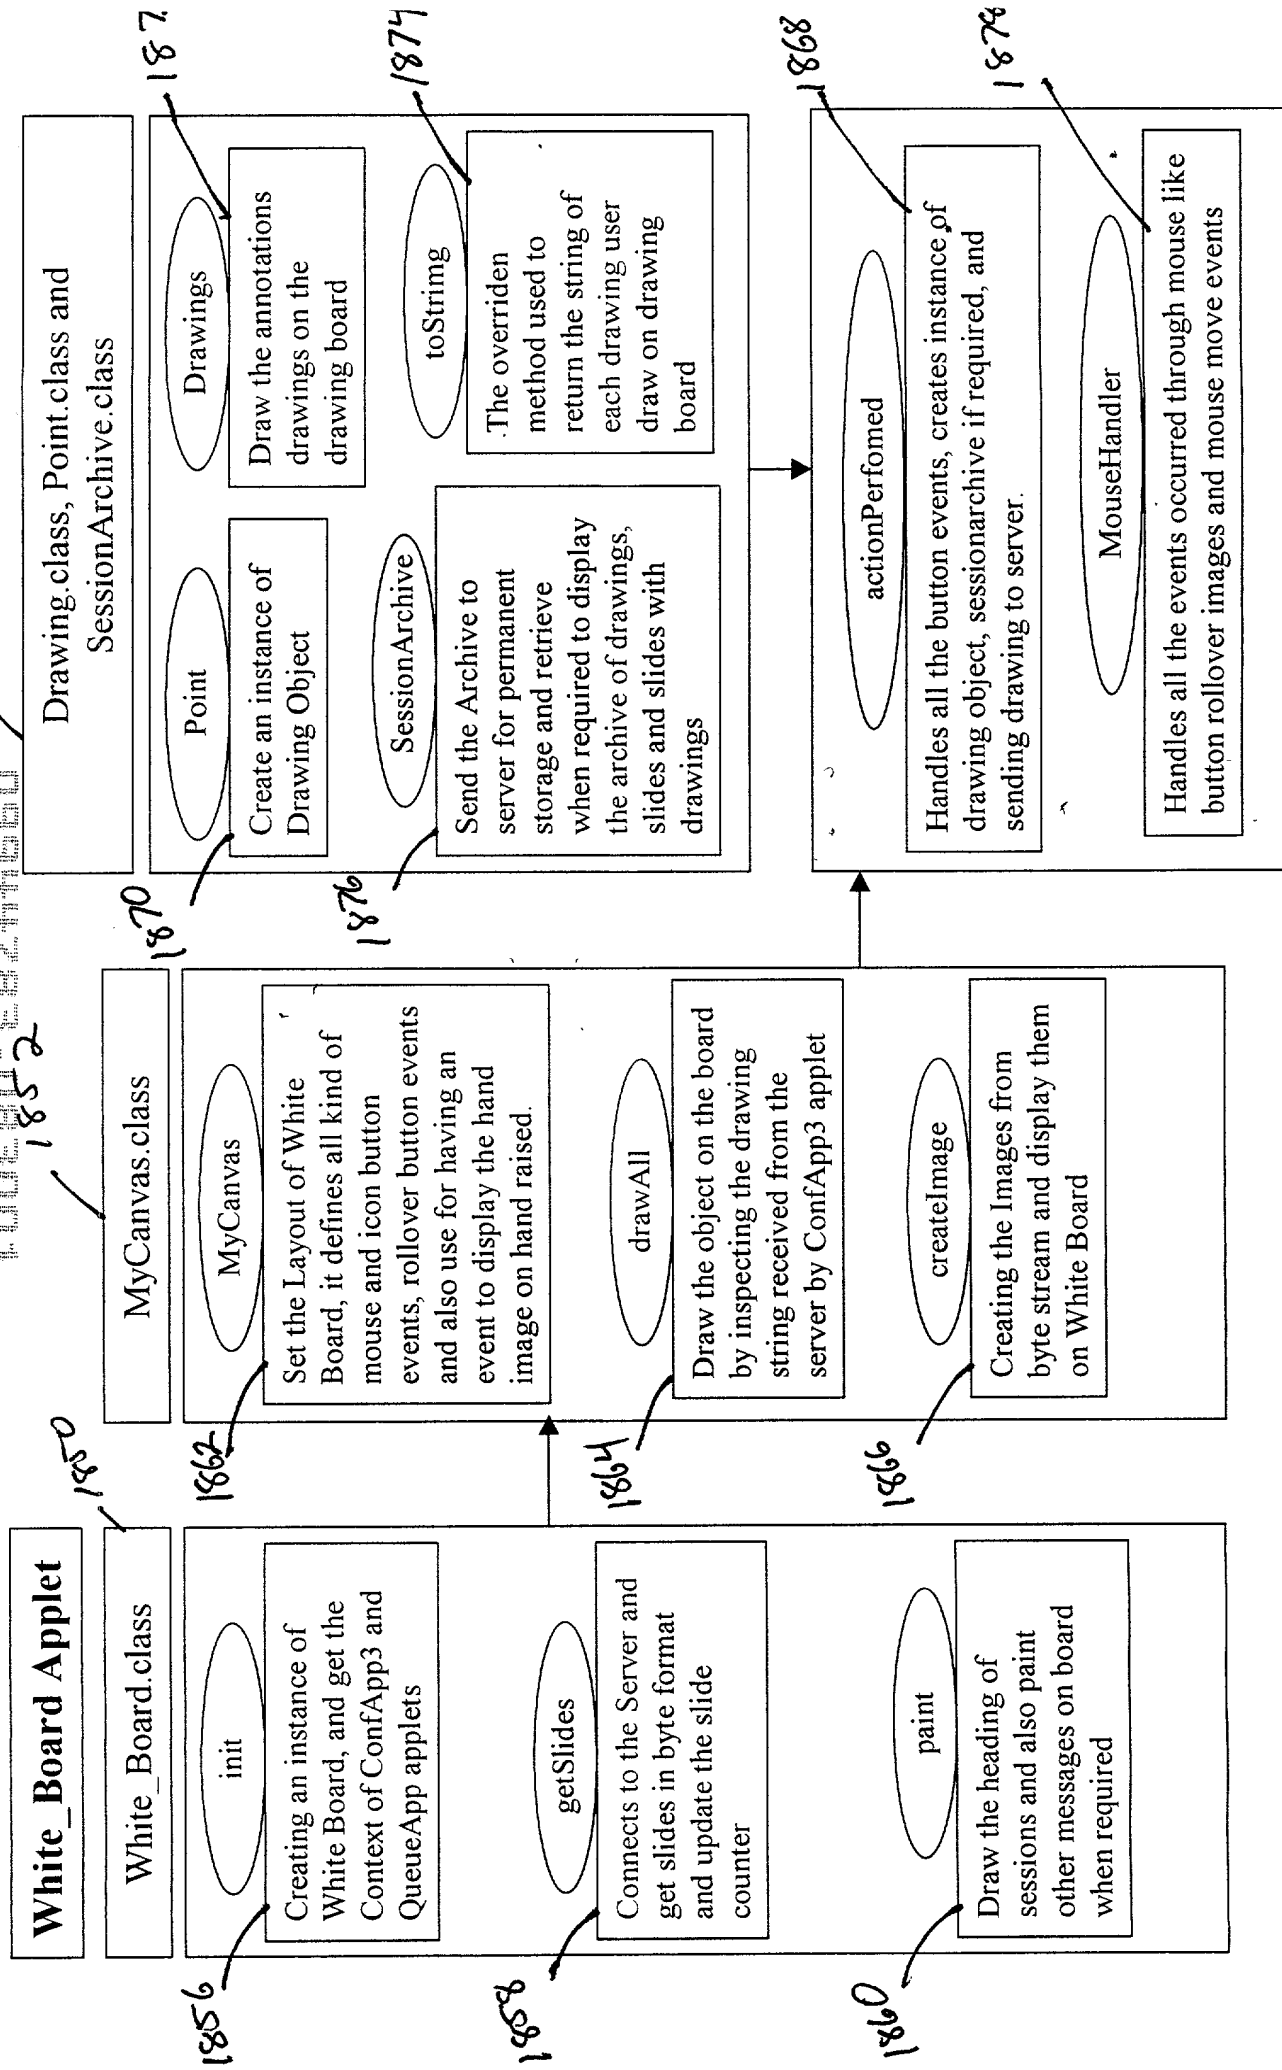 White_Board Applet
White_Board.class
1850
init
1856
Creating an instance of
White Board, and get the
Context of ConfApp3 and
QueueApp applets
getSlides
1858
Connects to the Server and
get slides in byte format
and update the slide
counter
paint
1860
Draw the heading of
sessions and also paint
other messages on board
when required
1852
MyCanvas.class
MyCanvas
1862
Set the Layout of White
Board, it defines all kind of
mouse and icon button
events, rollover button events
and also use for having an
event to display the hand
image on hand raised.
drawAll
1864
Draw the object on the board
by inspecting the drawing
string received from the
server by ConfApp3 applet
createImage
1866
Creating the Images from
byte stream and display them
on White Board
Drawing.class, Point.class and
SessionArchive.class
Point
1870
Create an instance of
Drawing Object
Drawings
Draw the annotations
drawings on the
drawing board
SessionArchive
1876
Send the Archive to
server for permanent
storage and retrieve
when required to display
the archive of drawings,
slides and slides with
drawings
toStrimg
1874
.The overriden
method used to
return the string of
each drawing user
draw on drawing
board
actionPerfomed
1868
Handles all the button events, creates instance of
drawing object, sessionarchive if required, and
sending drawing to server.
MouseHandler
Handles all the events occurred through mouse like
button rollover images and mouse move events